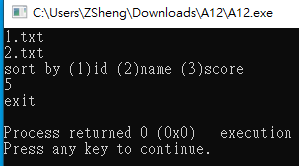 C:\Users\ZSheng\Downloads\A12\A12.exe
1.txt
2.txt
sort by (1)id (2)name (3)score
5
exit
Process returned 0 (0x0)   execution
Press any key to continue.